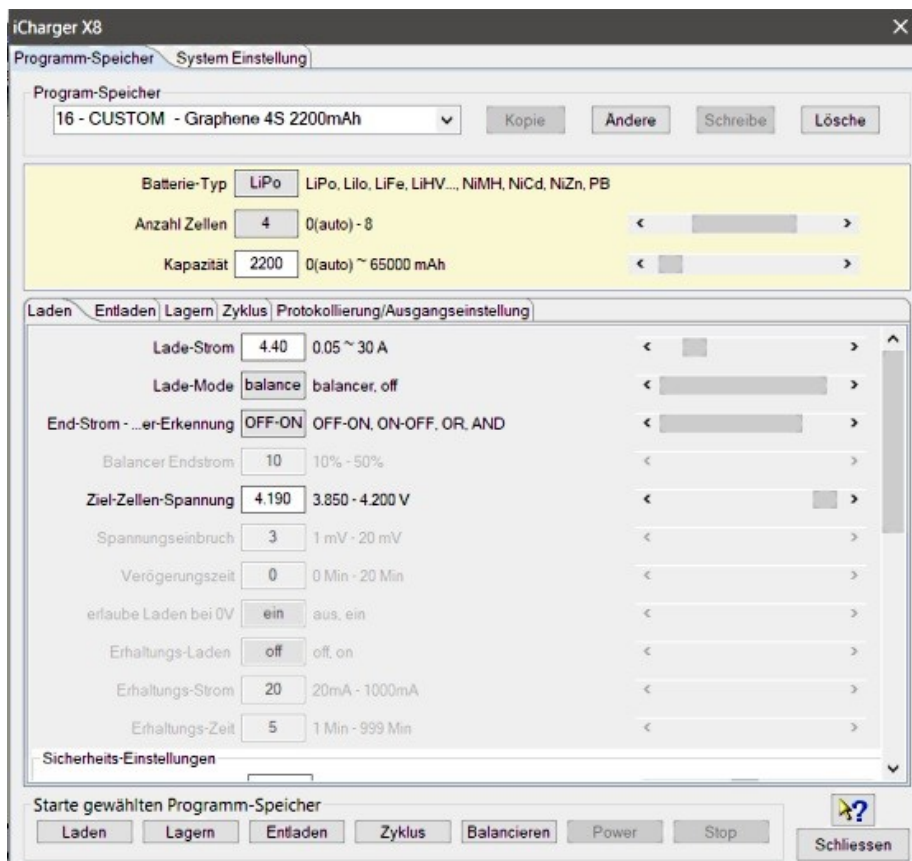 iCharger X8
Programm-Speicher System Einstellung
Program-Speicher
16 - CUSTOM - Graphene 4S 2200mAh Kopie Ändere Schreibe Lösche
Batterie-Typ LiPo LiPo, LiIo, LiFe, LiHV..., NiMH, NiCd, NiZn, PB
Anzahl Zellen 4 0(auto) - 8
Kapazität 2200 0(auto) ~ 65000 mAh
Laden Entladen Lagern Zyklus Protokollierung/Ausgangseinstellung
Lade-Strom 4.40 0.05 ~ 30 A
Lade-Mode balance balancer, off
End-Strom - ...er-Erkennung OFF-ON OFF-ON, ON-OFF, OR, AND
Balancer Endstrom 10 10% - 50%
Ziel-Zellen-Spannung 4.190 3.850 - 4.200 V
Spannungseinbruch 3 1 mV - 20 mV
Verögerungszeit 0 0 Min - 20 Min
erlaube Laden bei 0V ein aus, ein
Erhaltungs-Laden off off, on
Erhaltungs-Strom 20 20mA - 1000mA
Erhaltungs-Zeit 5 1 Min - 999 Min
Sicherheits-Einstellungen
Starte gewählten Programm-Speicher
Laden Lagern Entladen Zyklus Balancieren Power Stop
Schliessen